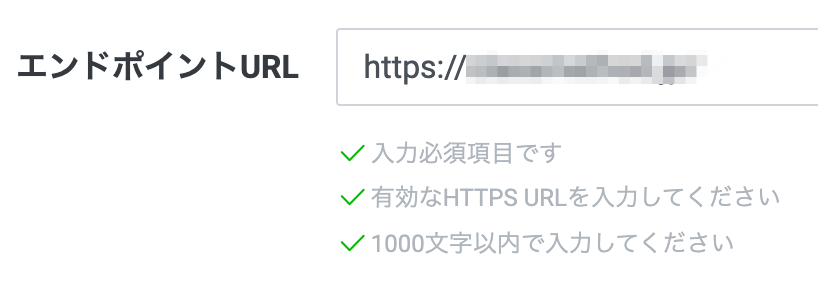 エンドポイントURL https://
入力必須項目です
有効なHTTPS URLを入力してください
1000文字以内で入力してください